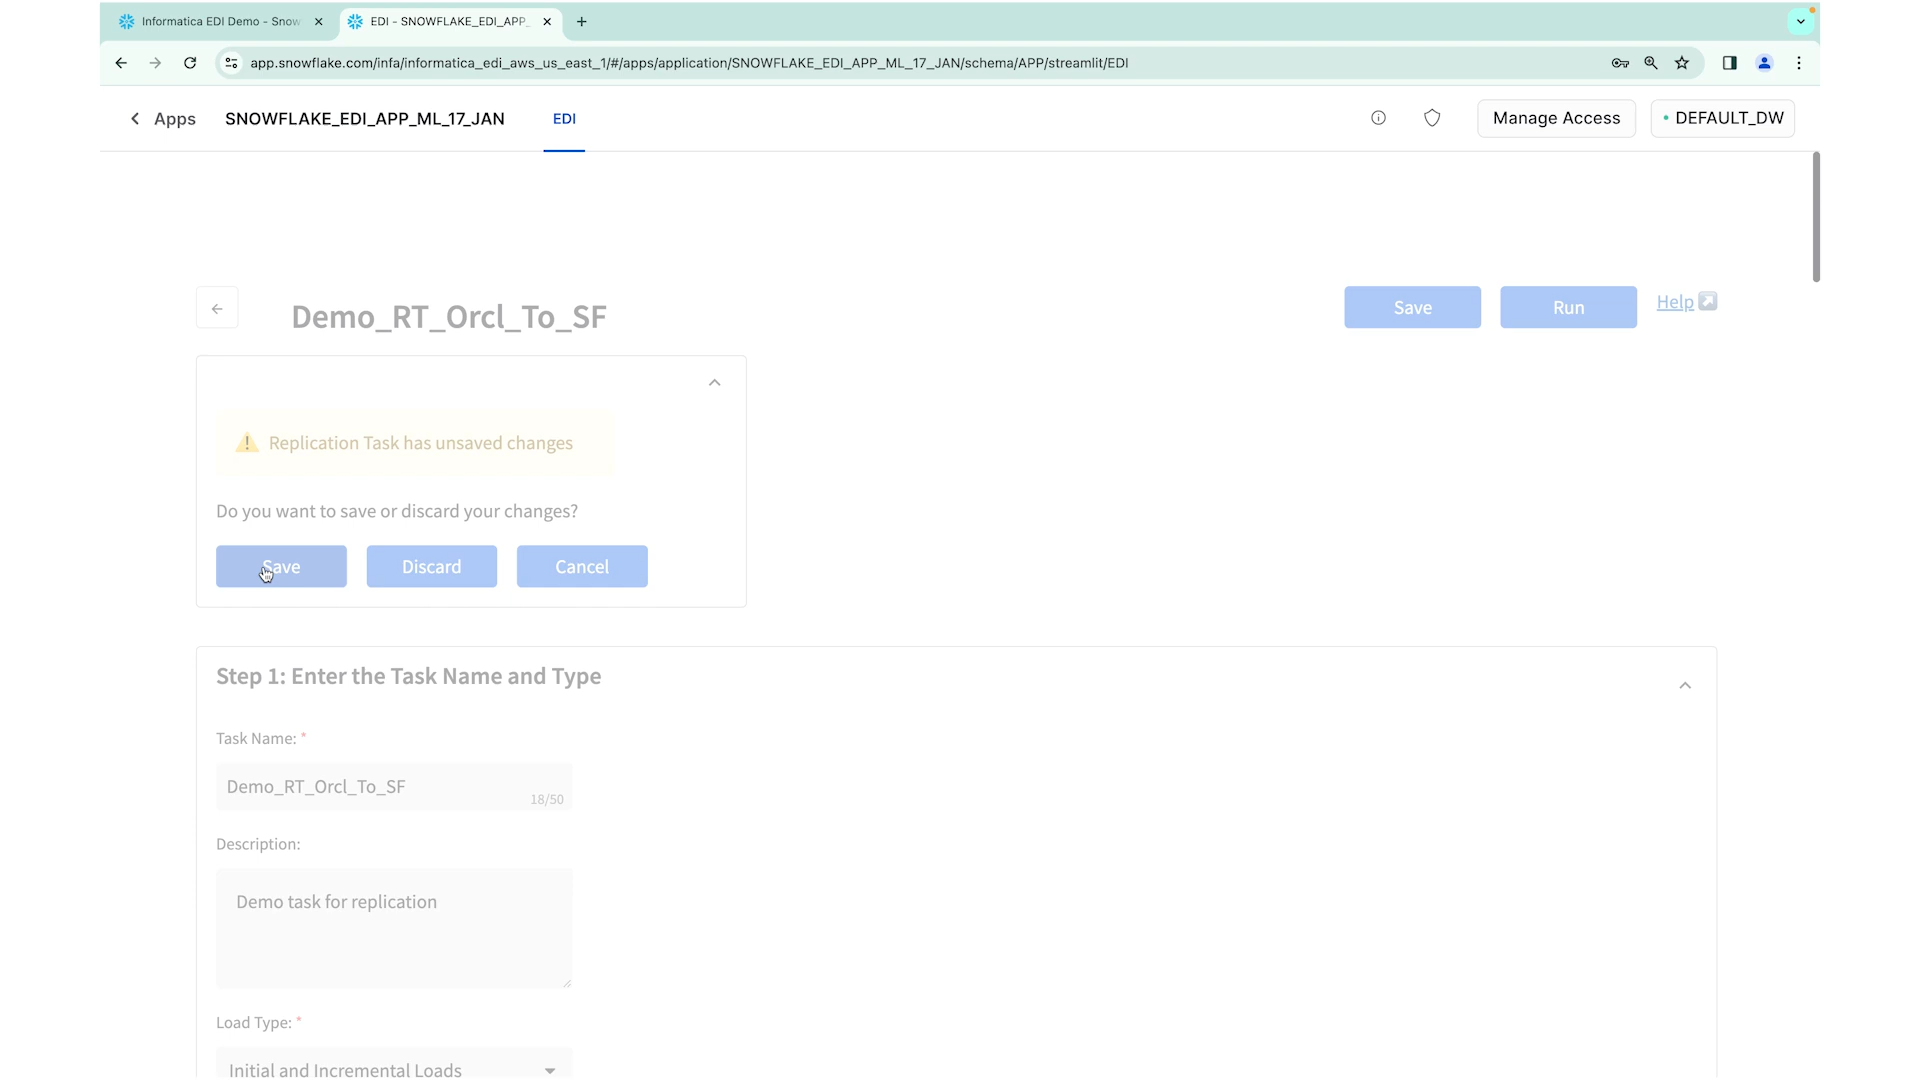 Informatica EDI Demo - Snow
EDI - SNOWFLAKE_EDI_APP_
app.snowflake.com/infa/informatica_edi_aws_us_east_1/#/apps/application/SNOWFLAKE_EDI_APP_ML_17_JAN/schema/APP/streamlit/EDI
Apps SNOWFLAKE_EDI_APP_ML_17_JAN EDI Manage Access DEFAULT_DW
Demo_RT_Orcl_To_SF
Save Run Help
Replication Task has unsaved changes
Do you want to save or discard your changes?
Save Discard Cancel
Step 1: Enter the Task Name and Type
Task Name: *
Demo_RT_Orcl_To_SF
18/50
Description:
Demo task for replication
Load Type: *
Initial and Incremental Loads